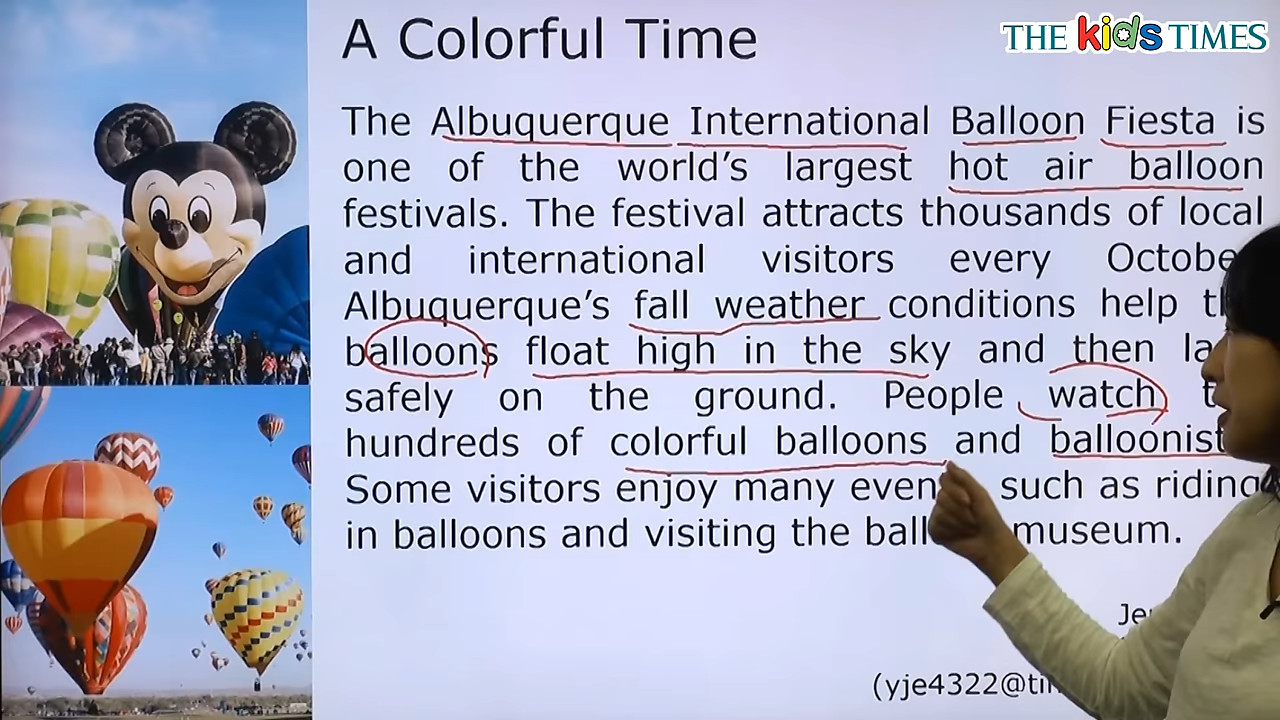 THE kids TIMES
A Colorful Time
The Albuquerque International Balloon Fiesta is
one of the world's largest hot air balloon
festivals. The festival attracts thousands of local
and international visitors every
Albuquerque's fall weather conditions help
balloons float high in the sky and then
safely on the ground. People watch
hundreds of colorful balloons and
Some visitors enjoy many such as riding
in balloons and visiting the museum.